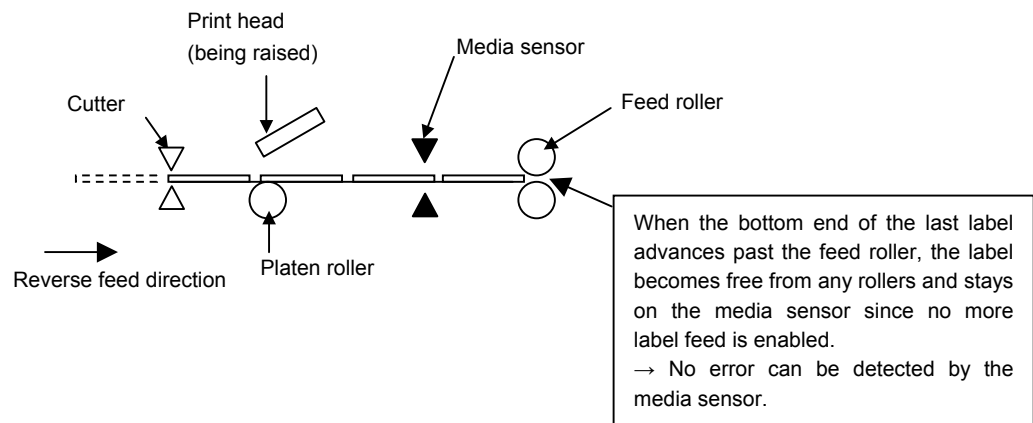 Print head
(being raised)
Media sensor
Cutter
Feed roller
Reverse feed direction
Platen roller
When the bottom end of the last label
advances past the feed roller, the label
becomes free from any rollers and stays
on the media sensor since no more
label feed is enabled.
→ No error can be detected by the
media sensor.